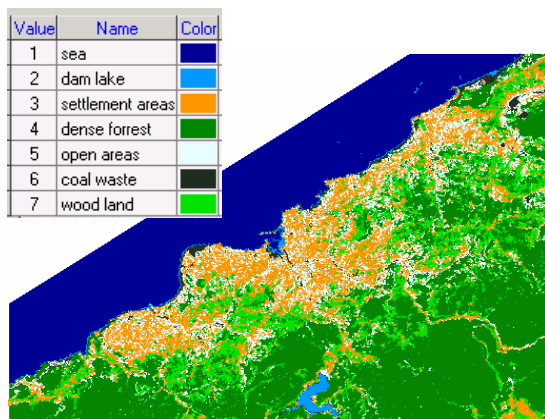 Value Name Color
1 sea
2 dam lake
3 settlement areas
4 dense forrest
5 open areas
6 coal waste
7 wood land